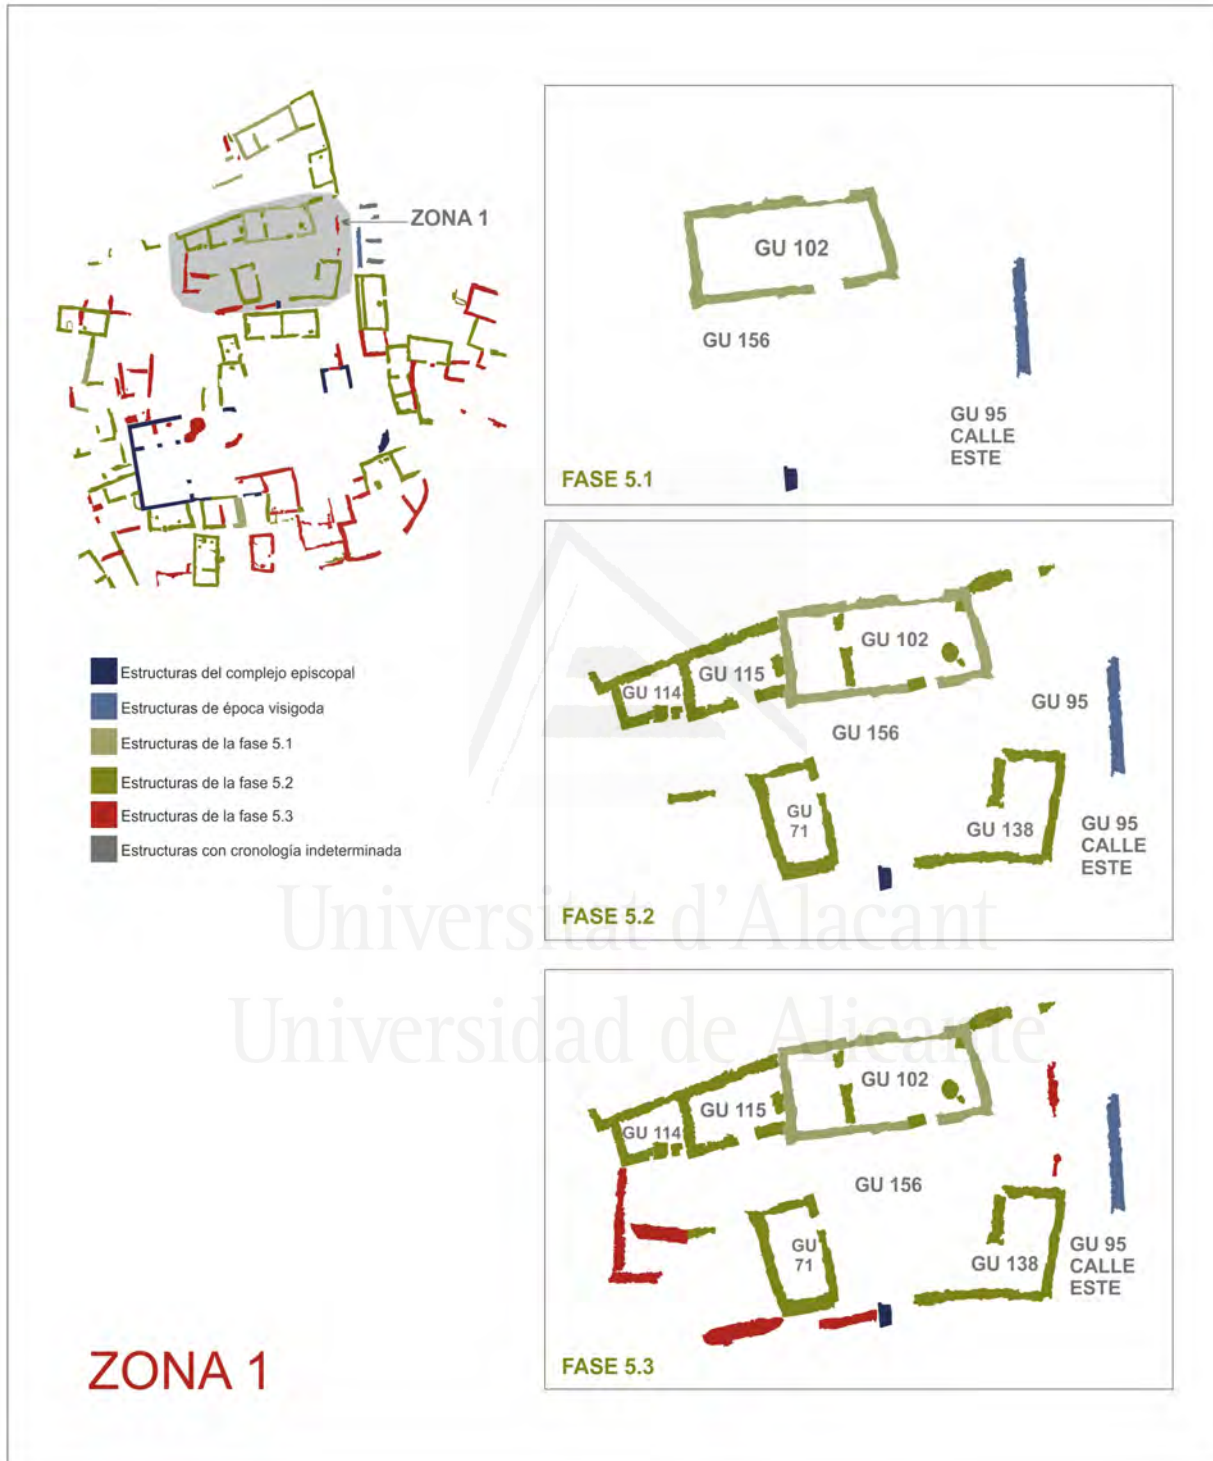 ZONA 1
Estructuras del complejo episcopal
Estructuras de época visigoda
Estructuras de la fase 5.1
Estructuras de la fase 5.2
Estructuras de la fase 5.3
Estructuras con cronología indeterminada
ZONA 1
GU 102
GU 156
GU 95
CALLE
ESTE
FASE 5.1
GU 102
GU 115
GU 114
GU 95
GU 156
GU
71
GU 138
GU 95
CALLE
ESTE
FASE 5.2
GU 102
GU 115
GU 114
GU 156
GU
71
GU 138
GU 95
CALLE
ESTE
FASE 5.3
Universitat d'Alacant
Universidad de Alicante